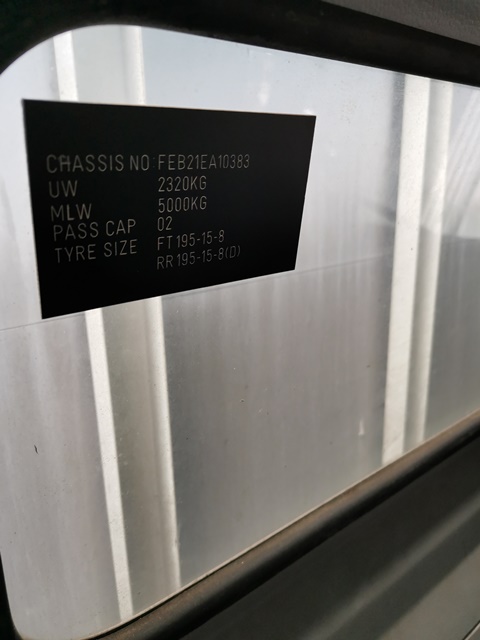 CHASSIS NO FEB21EA10383
UW 2320KG
MLW 5000KG
PASS CAP 02
TYRE SIZE FT 195-15-8
RR 195-15-8(D)